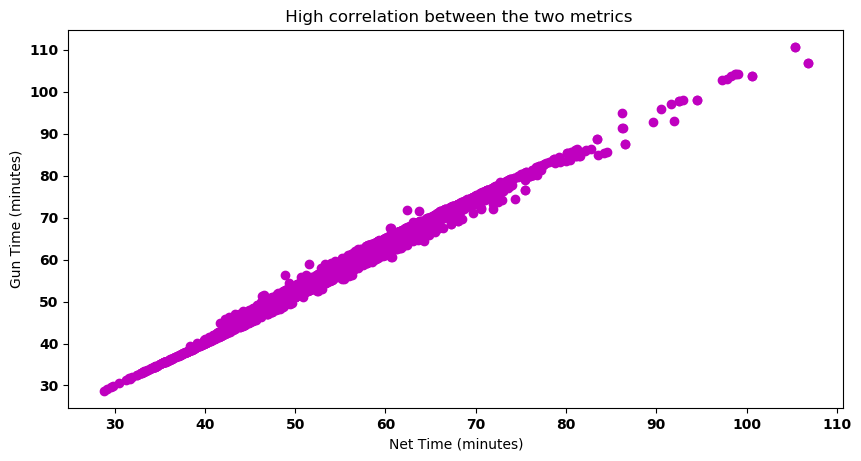 High correlation between the two metrics
110
100
90
80
70
60
50
40
30
Gun Time (minutes)
30 40 50 60 70 80 90 100 110
Net Time (minutes)